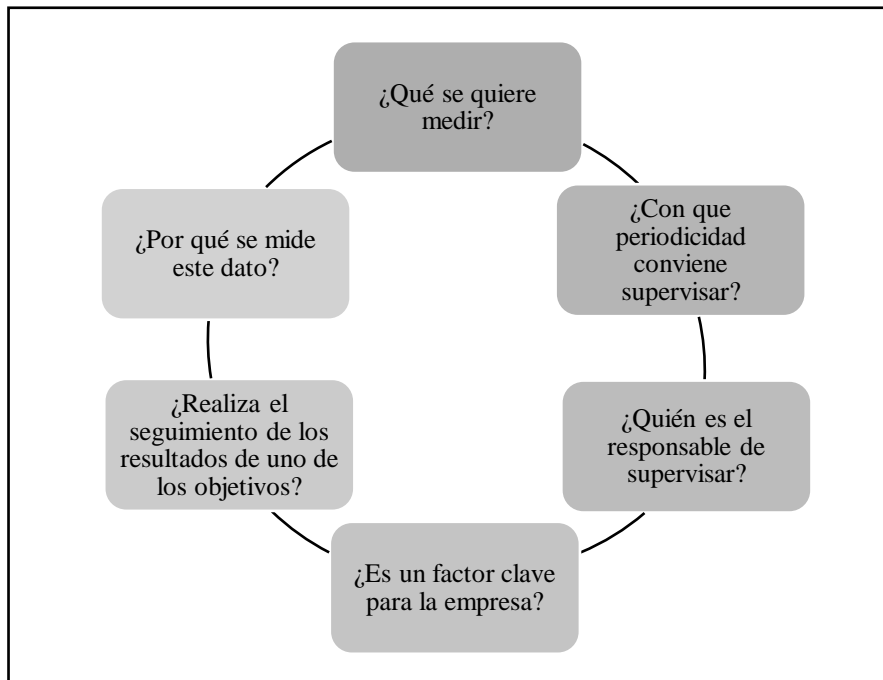 ¿Qué se quiere
medir?
¿Con que
periodicidad
conviene
supervisar?
¿Quién es el
responsable de
supervisar?
¿Es un factor clave
para la empresa?
¿Realiza el
seguimiento de los
resultados de uno de
los objetivos?
¿Por qué se mide
este dato?